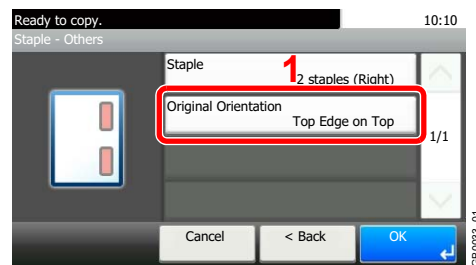 Ready to copy.
10:10
Staple - Others
Staple
1
2 staples (Right)
Original Orientation
Top Edge on Top
1/1
Cancel
< Back
OK